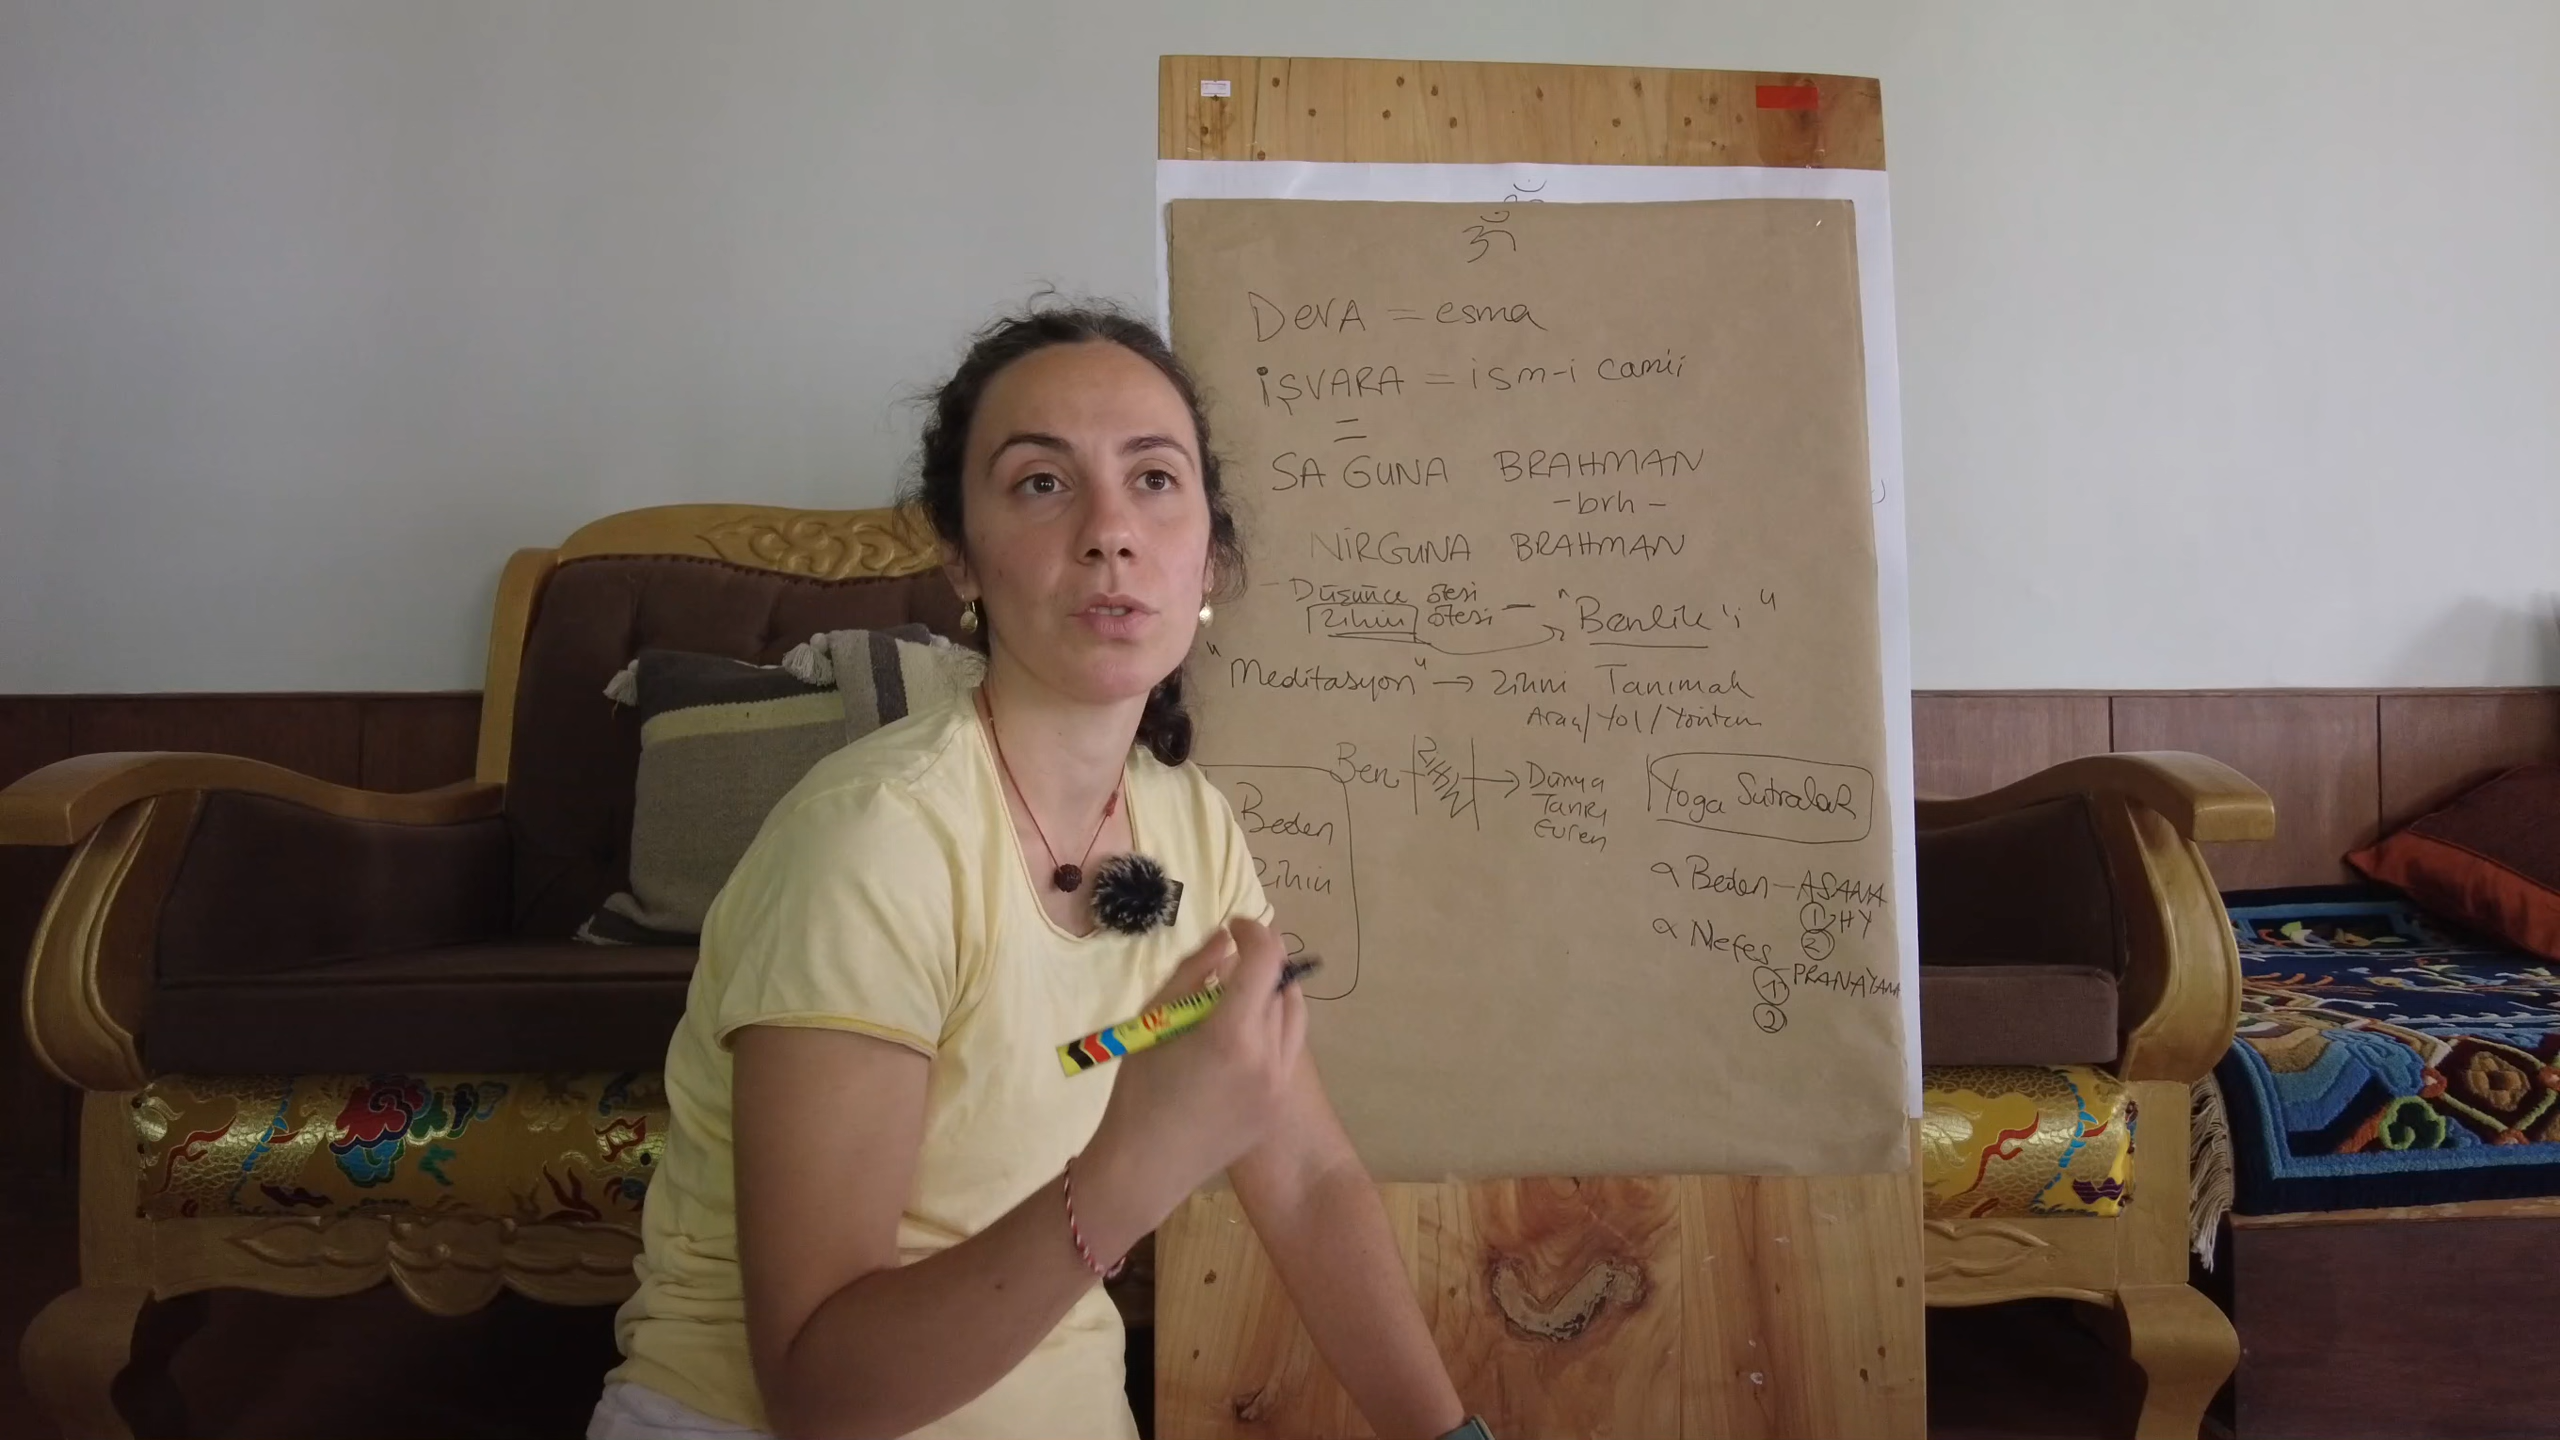 ॐ
DevA = esma
İŞVARA = ism-i camii
=
SA GUNA BRAHMAN
- brh -
NİRGUNA BRAHMAN
- Düşünce ötesi
Zihin ötesi - "Benlik'i"
"Meditasyon" → Zihni Tanımak
Araç/Yol/Yöntem
Ben ZİHİN → Dünya
Tanrı
Evren
Yoga Sutralar
Beden
Zihin
Beden - ASANA
① HY
②
Nefes
① PRANAYAMA
②